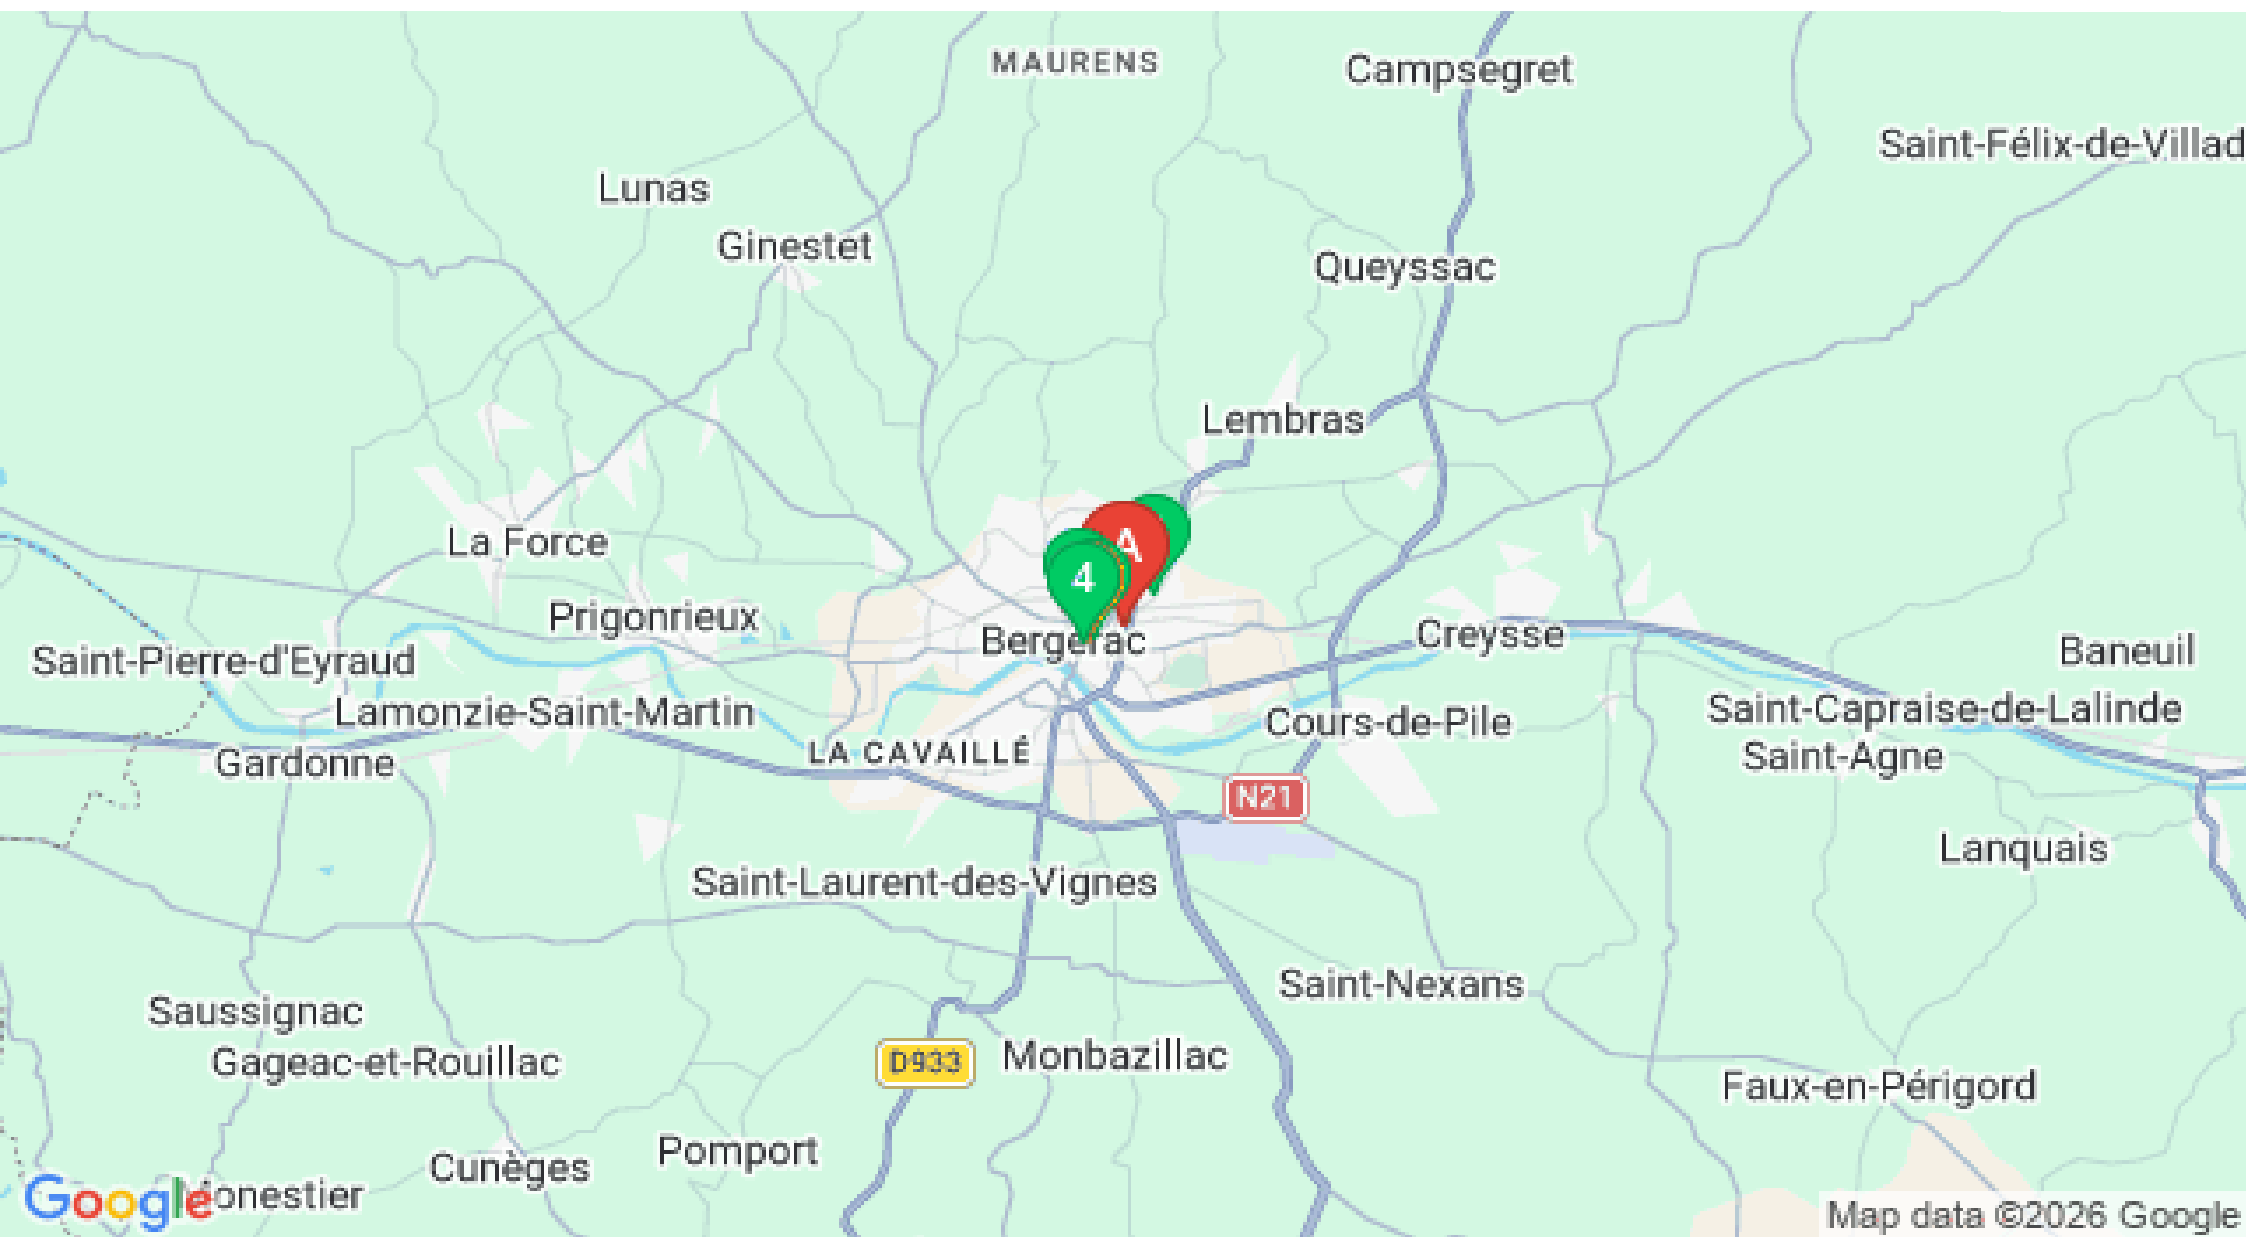 MAURENS
Campsegret
Saint-Félix-de-Villad
Lunas
Ginestet
Queyssac
Lembras
La Force
A
4
Prigonrieux
Bergerac
Creysse
Saint-Pierre-d'Eyraud
Baneuil
Lamonzie-Saint-Martin
Cours-de-Pile
Saint-Capraise-de-Lalinde
LA CAVAILLÉ
Gardonne
Saint-Agne
N21
Lanquais
Saint-Laurent-des-Vignes
Saint-Nexans
Saussignac
Gageac-et-Rouillac
D933
Monbazillac
Faux-en-Périgord
Pomport
Cunèges
Google
onestier
Map data ©2026 Google